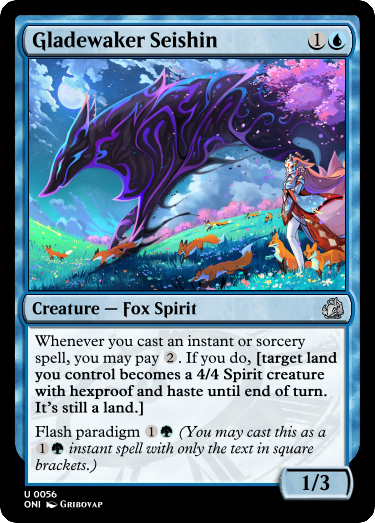 Gladewaker Seishin 1
Creature — Fox Spirit
Whenever you cast an instant or sorcery
spell, you may pay 2. If you do, [target land
you control becomes a 4/4 Spirit creature
with hexproof and haste until end of turn.
It's still a land.]
Flash paradigm 1 (You may cast this as a
1 instant spell with only the text in square
brackets.)
1/3
U 0056
ONI Gribovap